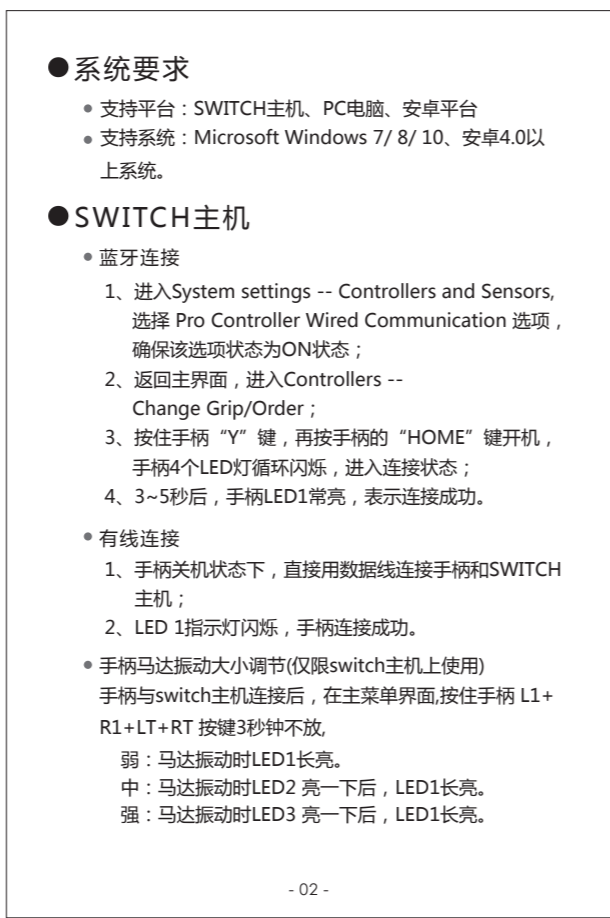 ●系统要求
● 支持平台：SWITCH主机、PC电脑、安卓平台
● 支持系统：Microsoft Windows 7/ 8/ 10、安卓4.0以
上系统。
●SWITCH主机
● 蓝牙连接
1、进入System settings -- Controllers and Sensors,
选择 Pro Controller Wired Communication 选项，
确保该选项状态为ON状态；
2、返回主界面，进入Controllers --
Change Grip/Order；
3、按住手柄“Y”键，再按手柄的“HOME”键开机，
手柄4个LED灯循环闪烁，进入连接状态；
4、3~5秒后，手柄LED1常亮，表示连接成功。
● 有线连接
1、手柄关机状态下，直接用数据线连接手柄和SWITCH
主机；
2、LED 1指示灯闪烁，手柄连接成功。
● 手柄马达振动大小调节(仅限switch主机上使用)
手柄与switch主机连接后，在主菜单界面,按住手柄 L1+
R1+LT+RT 按键3秒钟不放,
弱：马达振动时LED1长亮。
中：马达振动时LED2 亮一下后，LED1长亮。
强：马达振动时LED3 亮一下后，LED1长亮。
- 02 -